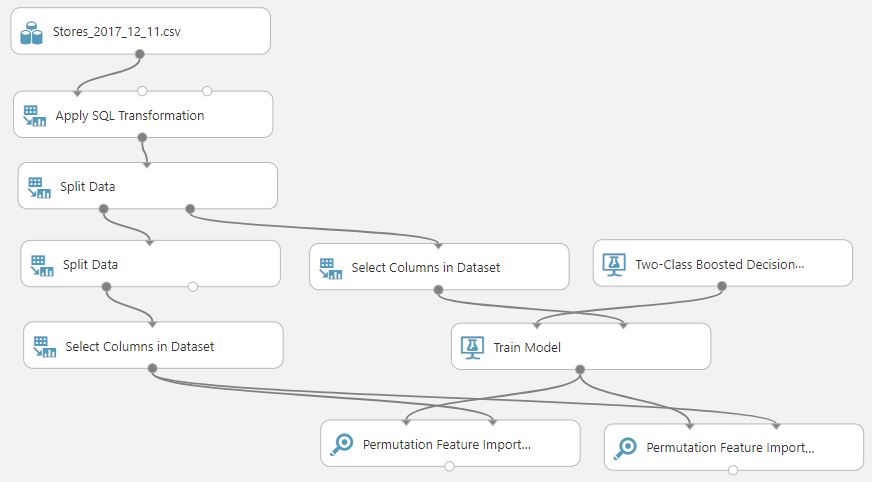 Stores_2017_12_11.csv
Apply SQL Transformation
Split Data
Split Data
Select Columns in Dataset
Two-Class Boosted Decision...
Select Columns in Dataset
Train Model
Permutation Feature Import...
Permutation Feature Import...